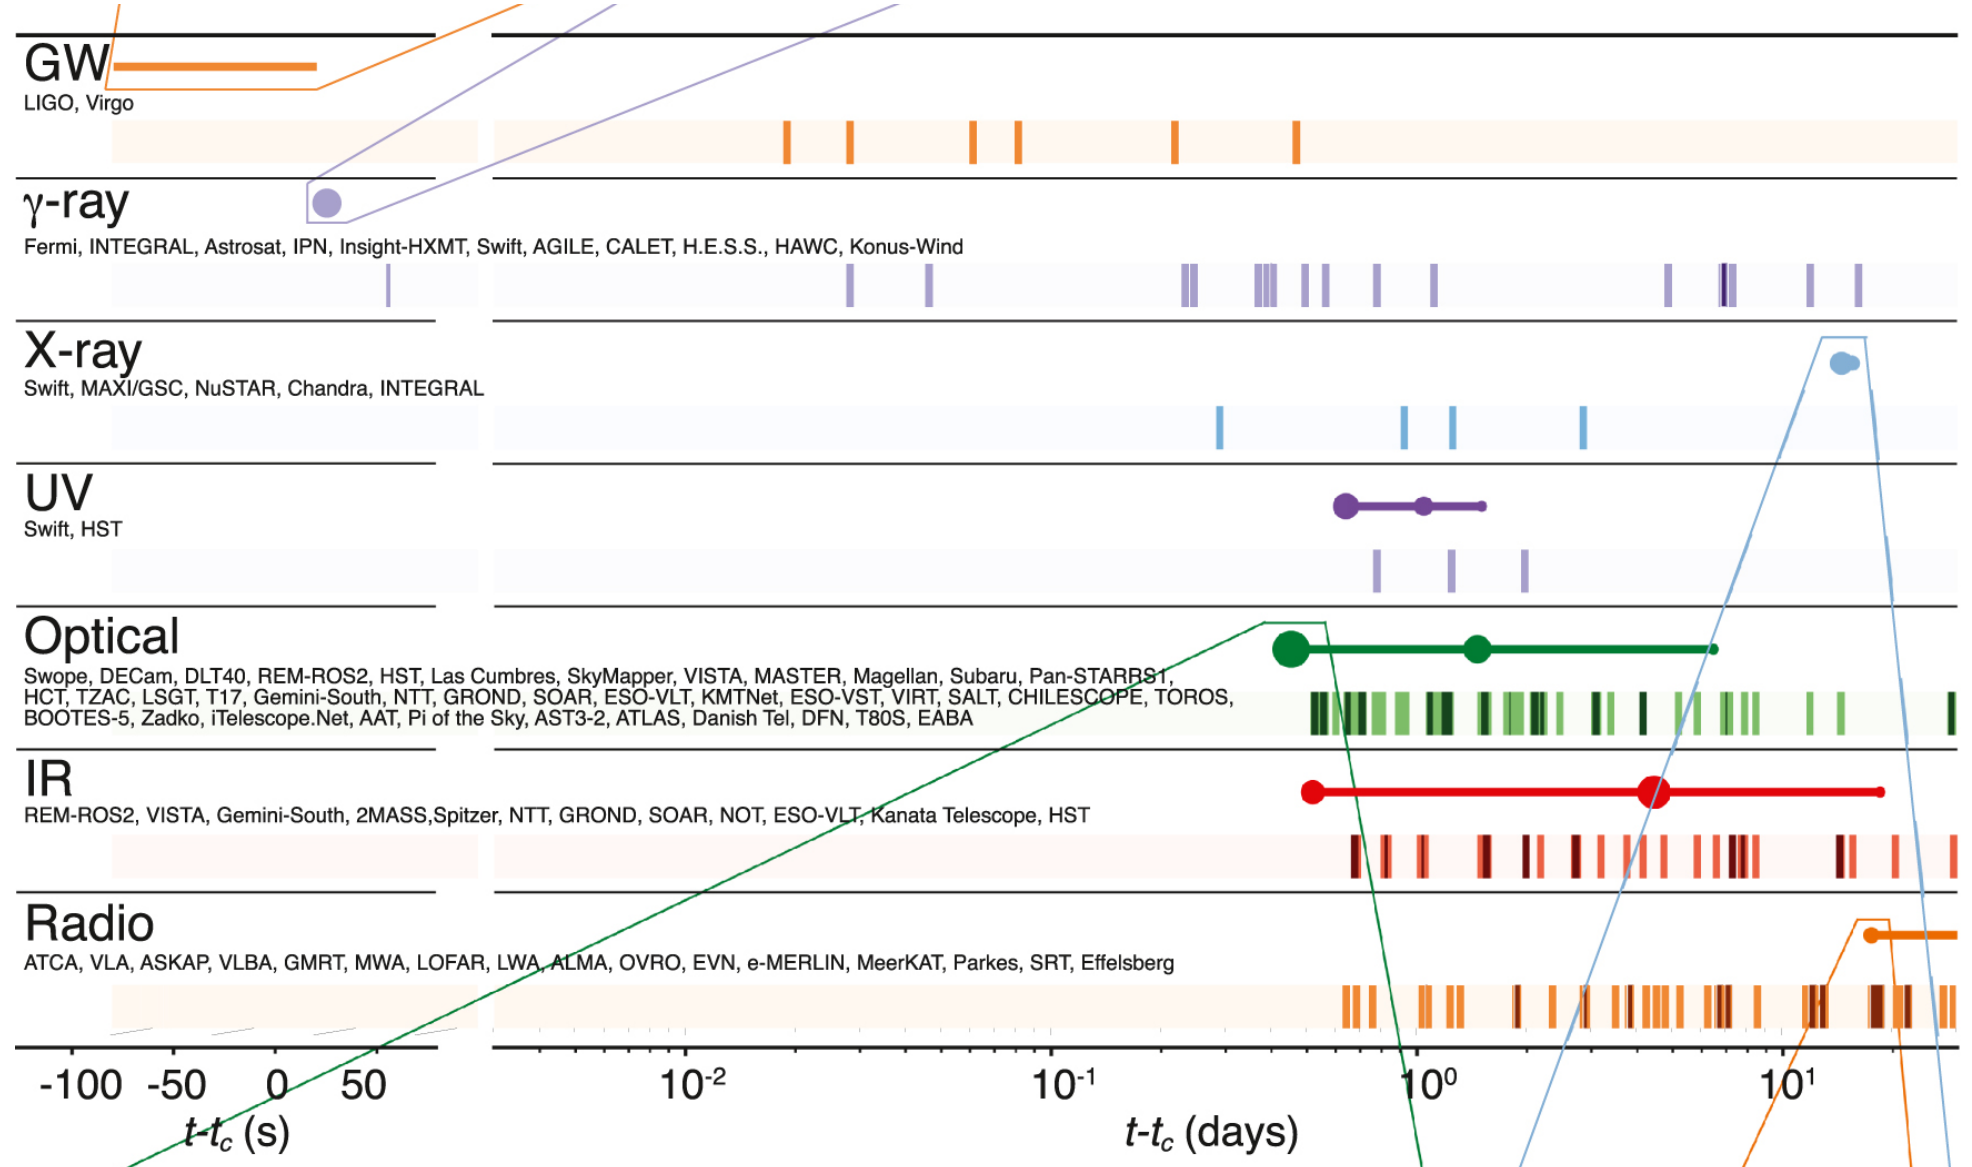 GW
LIGO, Virgo
γ-ray
Fermi, INTEGRAL, Astrosat, IPN, Insight-HXMT, Swift, AGILE, CALET, H.E.S.S., HAWC, Konus-Wind
X-ray
Swift, MAXI/GSC, NuSTAR, Chandra, INTEGRAL
UV
Swift, HST
Optical
Swope, DECam, DLT40, REM-ROS2, HST, Las Cumbres, SkyMapper, VISTA, MASTER, Magellan, Subaru, Pan-STARRS1,
HCT, TZAC, LSGT, T17, Gemini-South, NTT, GROND, SOAR, ESO-VLT, KMTNet, ESO-VST, VIRT, SALT, CHILESCOPE, TOROS,
BOOTES-5, Zadko, iTelescope.Net, AAT, Pi of the Sky, AST3-2, ATLAS, Danish Tel, DFN, T80S, EABA
IR
REM-ROS2, VISTA, Gemini-South, 2MASS,Spitzer, NTT, GROND, SOAR, NOT, ESO-VLT, Kanata Telescope, HST
Radio
ATCA, VLA, ASKAP, VLBA, GMRT, MWA, LOFAR, LWA, ALMA, OVRO, EVN, e-MERLIN, MeerKAT, Parkes, SRT, Effelsberg
-100 -50 0 50 10⁻² 10⁻¹ 10⁰ 10¹
t-t_c (s) t-t_c (days)